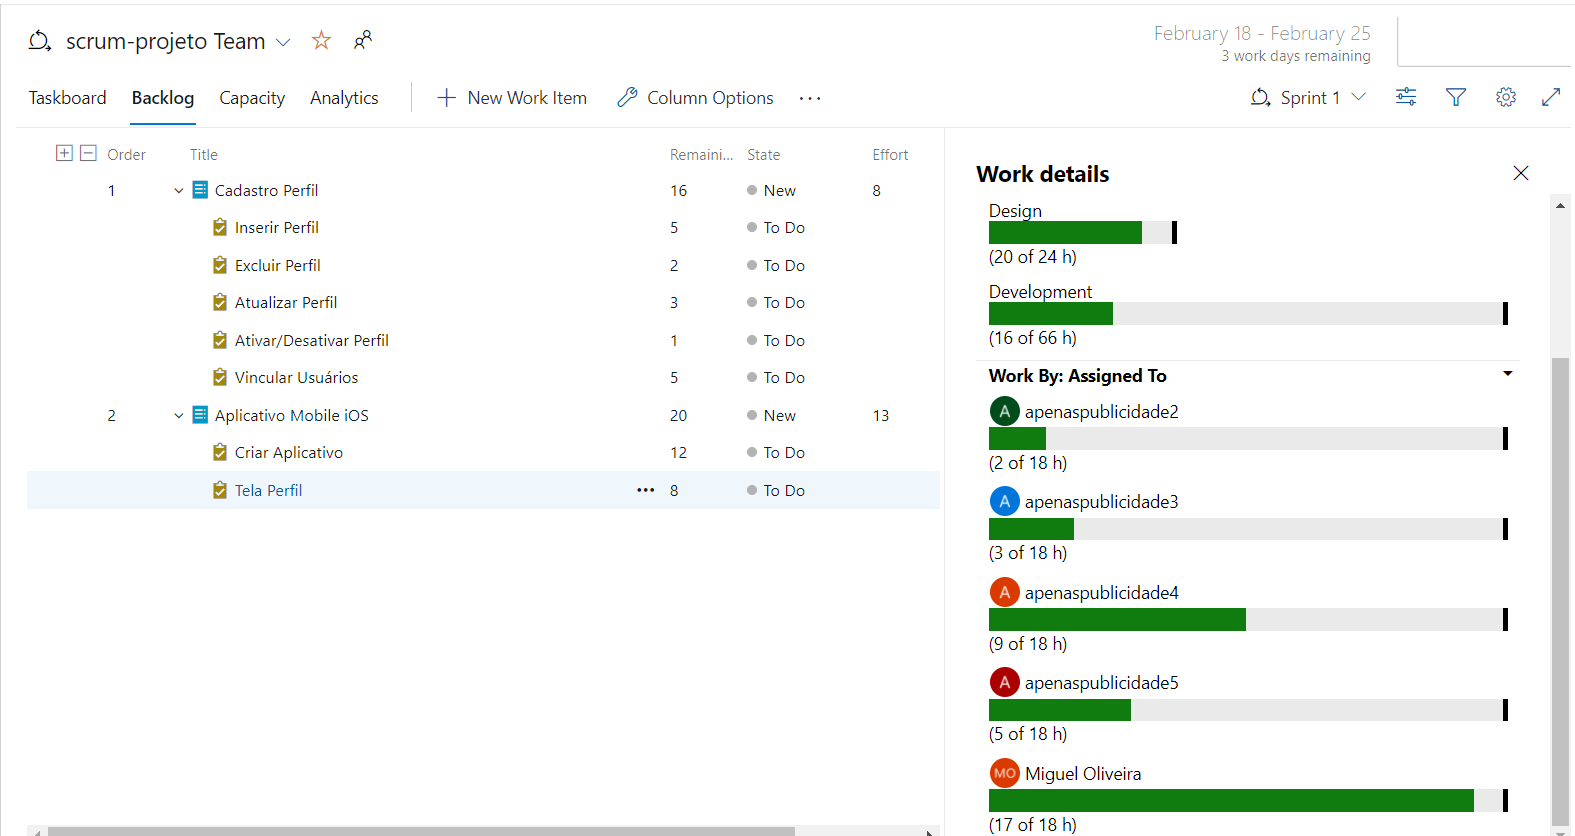 scrum-projeto Team
February 18 - February 25
3 work days remaining
Taskboard Backlog Capacity Analytics New Work Item Column Options ...
Sprint 1
Order Title Remaini... State Effort
1 Cadastro Perfil 16 New 8
Inserir Perfil 5 To Do
Excluir Perfil 2 To Do
Atualizar Perfil 3 To Do
Ativar/Desativar Perfil 1 To Do
Vincular Usuários 5 To Do
2 Aplicativo Mobile iOS 20 New 13
Criar Aplicativo 12 To Do
Tela Perfil ... 8 To Do
Work details
Design
(20 of 24 h)
Development
(16 of 66 h)
Work By: Assigned To
A apenaspublicidade2
(2 of 18 h)
A apenaspublicidade3
(3 of 18 h)
A apenaspublicidade4
(9 of 18 h)
A apenaspublicidade5
(5 of 18 h)
MO Miguel Oliveira
(17 of 18 h)